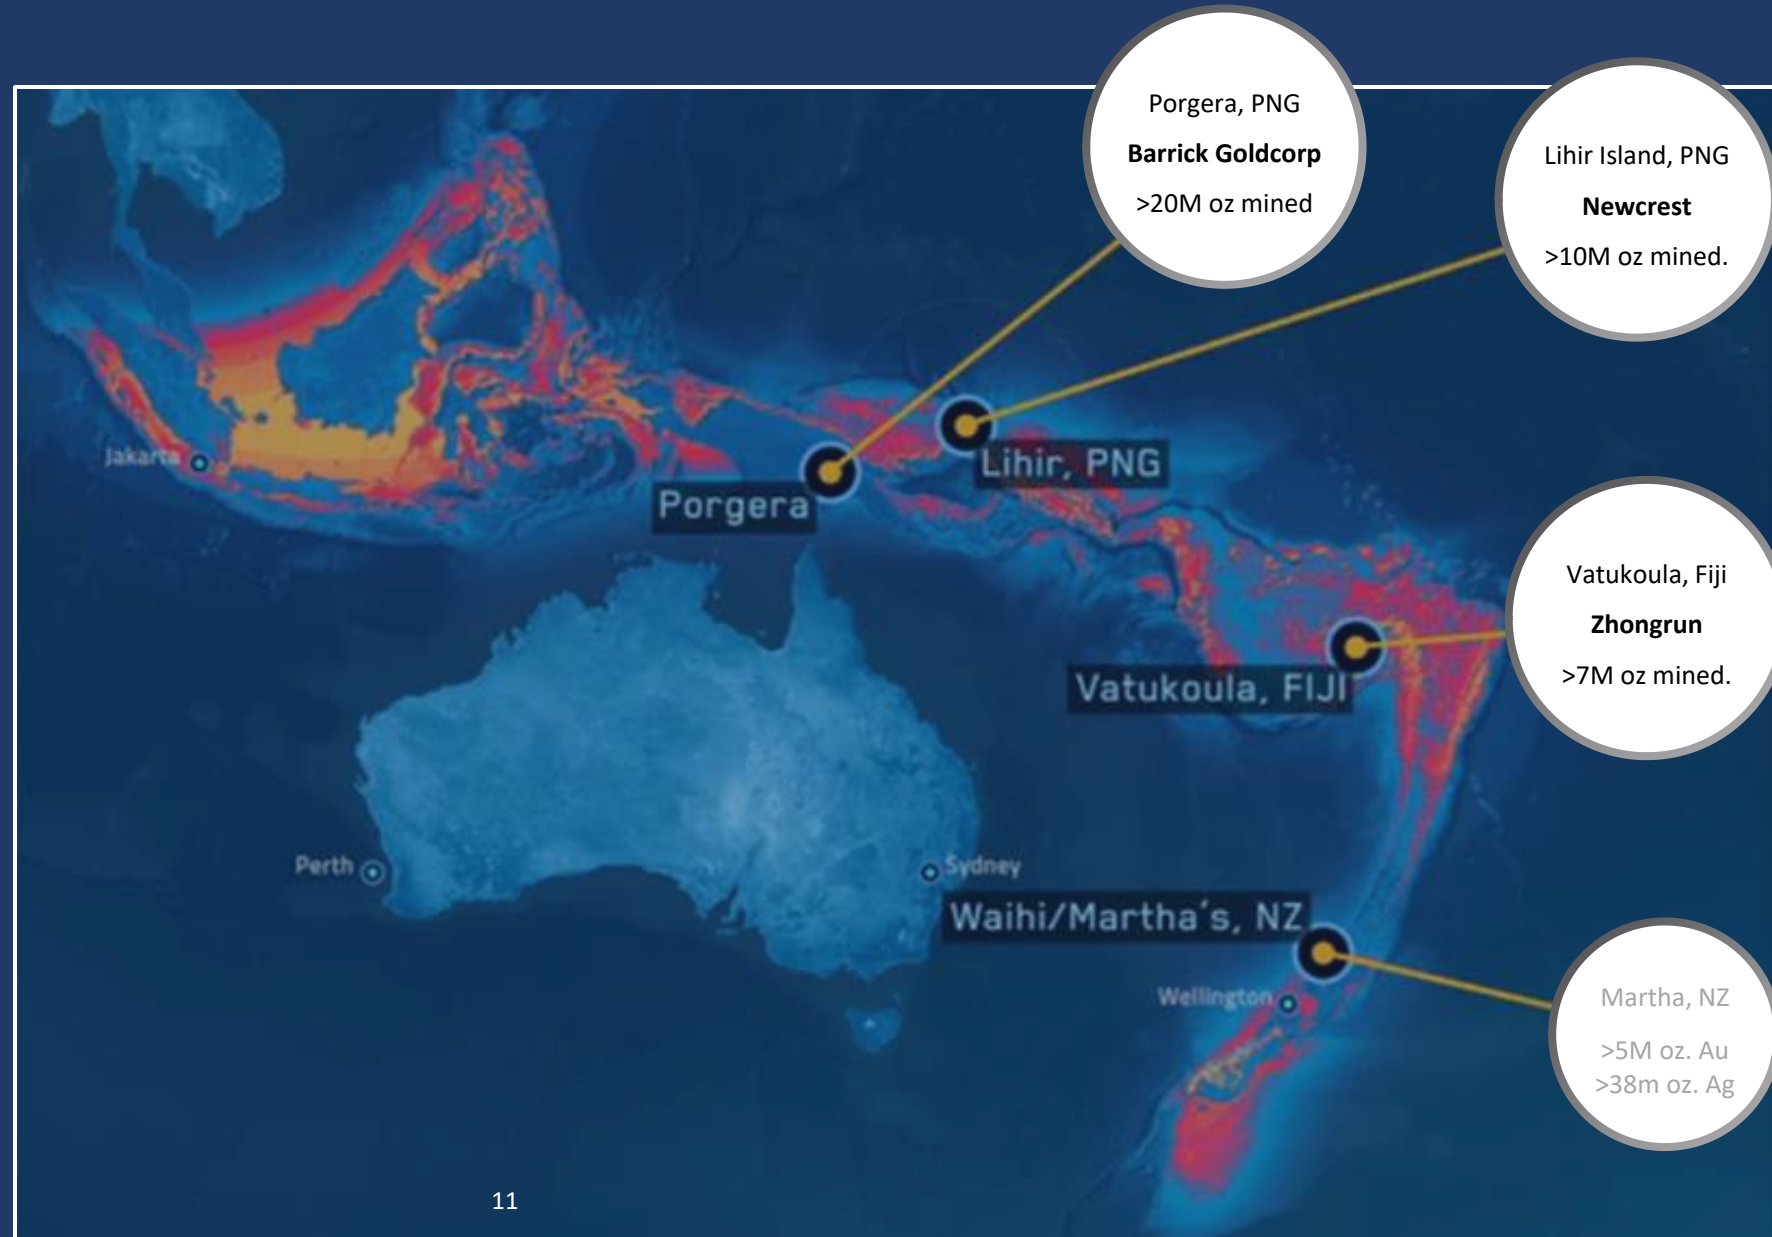 Porgera, PNG
Barrick Goldcorp
>20M oz mined
Lihir Island, PNG
Newcrest
>10M oz mined.
Jakarta
Lihir, PNG
Porgera
Vatukoula, Fiji
Zhongrun
>7M oz mined.
Vatukoula, FIJI
Perth
Sydney
Waihi/Martha's, NZ
Wellington
Martha, NZ
>5M oz. Au
>38m oz. Ag
11